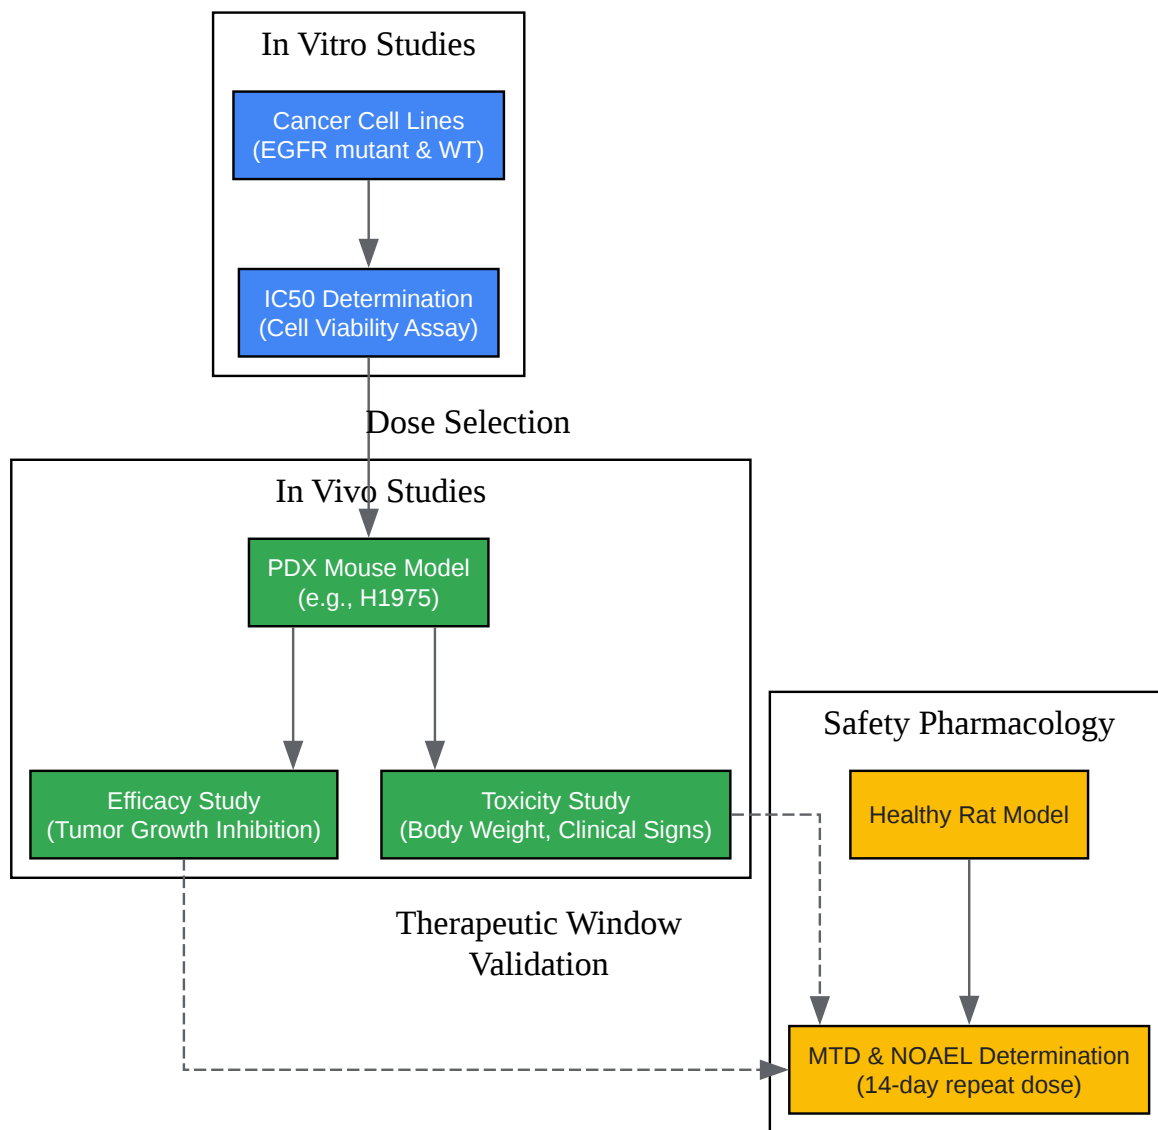 In Vitro Studies
Cancer Cell Lines
(EGFR mutant & WT)
IC50 Determination
(Cell Viability Assay)
Dose Selection
In Vivo Studies
PDX Mouse Model
(e.g., H1975)
Efficacy Study
(Tumor Growth Inhibition)
Toxicity Study
(Body Weight, Clinical Signs)
Safety Pharmacology
Healthy Rat Model
Therapeutic Window
Validation
MTD & NOAEL Determination
(14-day repeat dose)